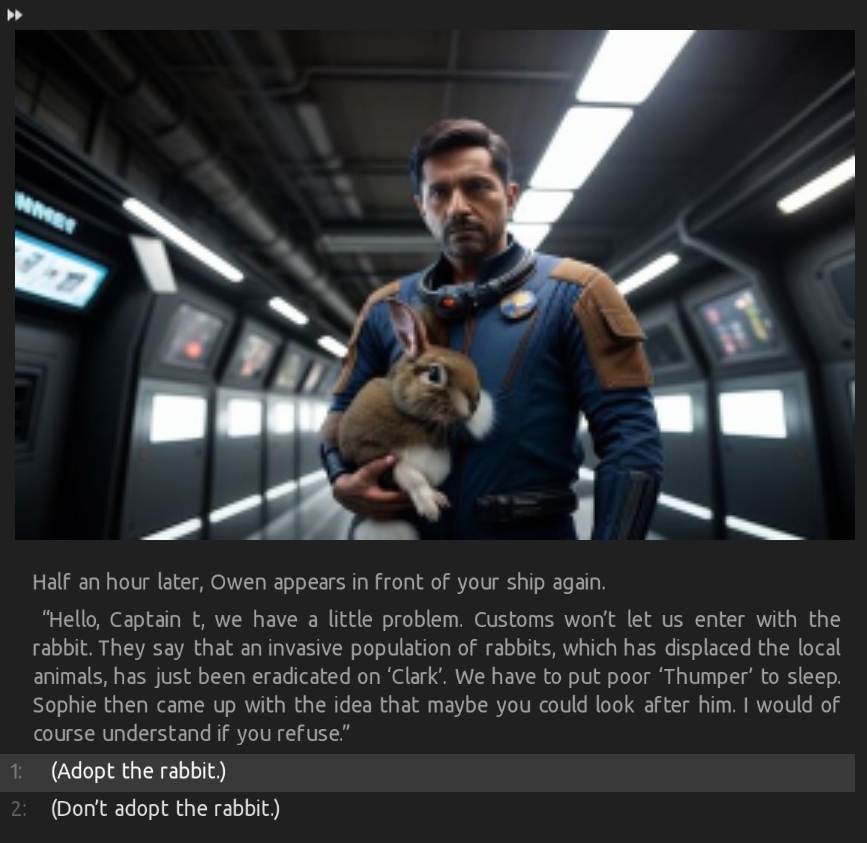 Half an hour later, Owen appears in front of your ship again.
“Hello, Captain t, we have a little problem. Customs won’t let us enter with the
rabbit. They say that an invasive population of rabbits, which has displaced the local
animals, has just been eradicated on ‘Clark’. We have to put poor ‘Thumper’ to sleep.
Sophie then came up with the idea that maybe you could look after him. I would of
course understand if you refuse.”
1: (Adopt the rabbit.)
2: (Don’t adopt the rabbit.)